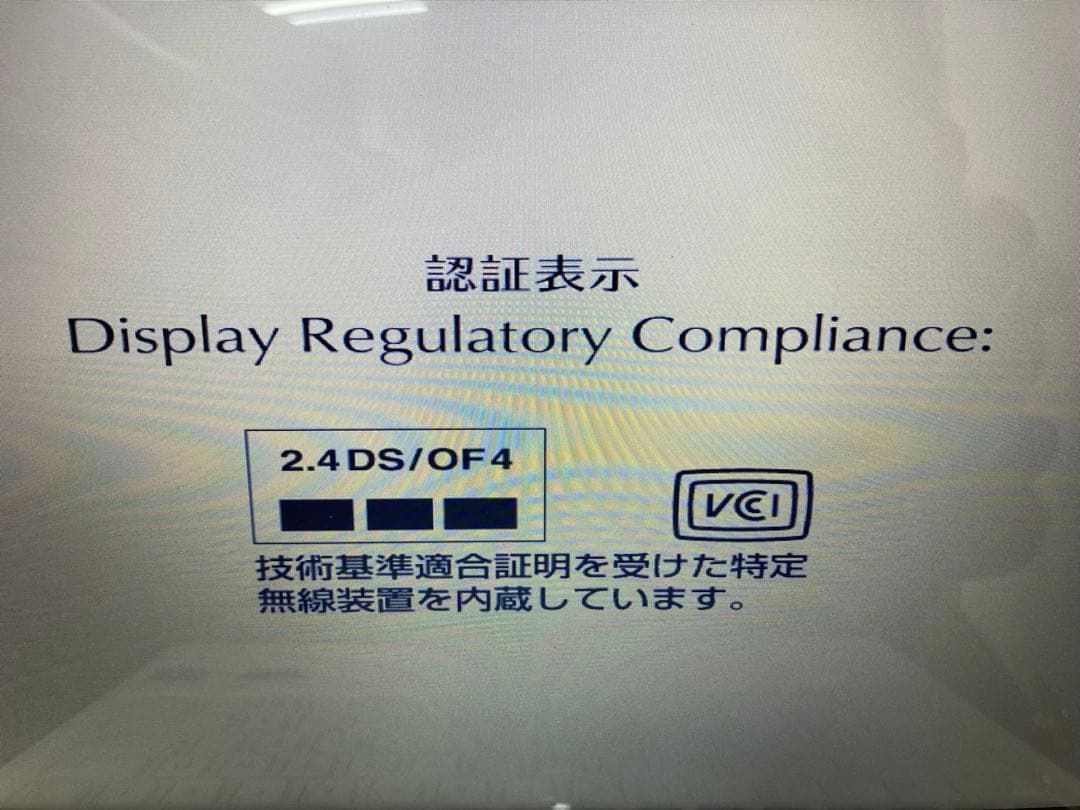 認証表示
Display Regulatory Compliance:
2.4DS/OF4
VCCI
技術基準適合証明を受けた特定
無線装置を内蔵しています。